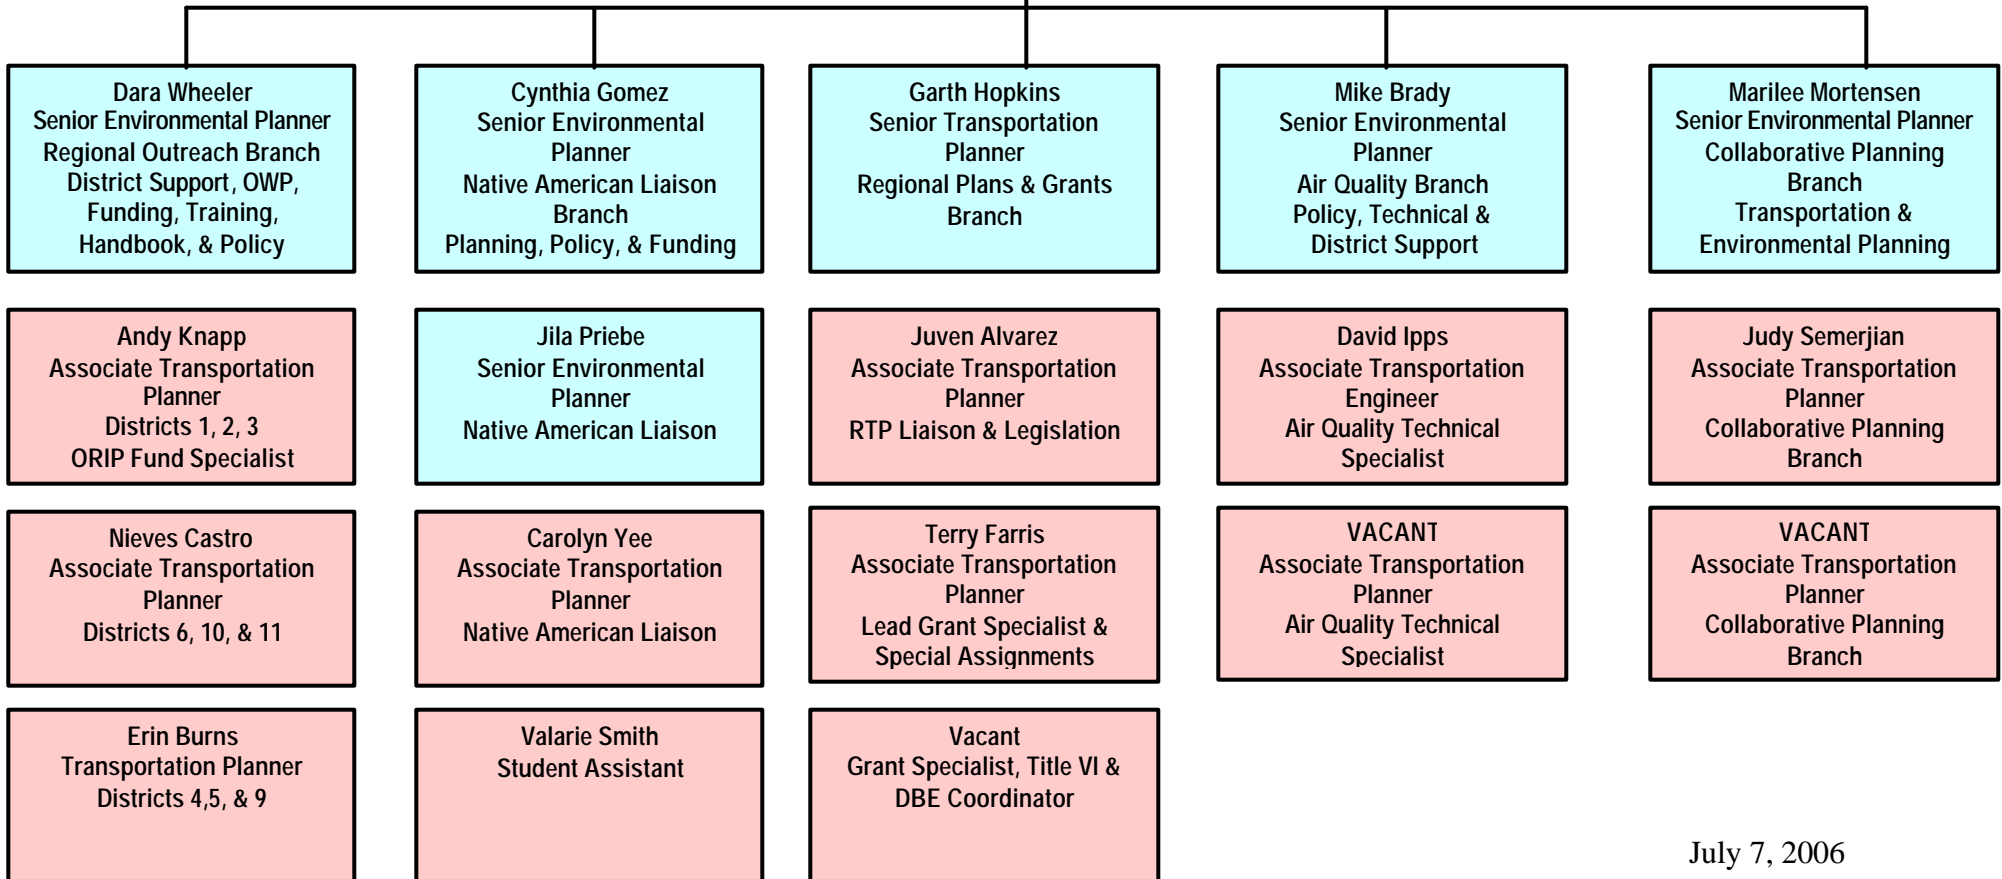 Dara Wheeler
Senior Environmental Planner
Regional Outreach Branch
District Support, OWP,
Funding, Training,
Handbook, & Policy
Cynthia Gomez
Senior Environmental
Planner
Native American Liaison
Branch
Planning, Policy, & Funding
Garth Hopkins
Senior Transportation
Planner
Regional Plans & Grants
Branch
Mike Brady
Senior Environmental
Planner
Air Quality Branch
Policy, Technical &
District Support
Marilee Mortensen
Senior Environmental Planner
Collaborative Planning
Branch
Transportation &
Environmental Planning
Andy Knapp
Associate Transportation
Planner
Districts 1, 2, 3
ORIP Fund Specialist
Jila Priebe
Senior Environmental
Planner
Native American Liaison
Juven Alvarez
Associate Transportation
Planner
RTP Liaison & Legislation
David Ipps
Associate Transportation
Engineer
Air Quality Technical
Specialist
Judy Semerjian
Associate Transportation
Planner
Collaborative Planning
Branch
Nieves Castro
Associate Transportation
Planner
Districts 6, 10, & 11
Carolyn Yee
Associate Transportation
Planner
Native American Liaison
Terry Farris
Associate Transportation
Planner
Lead Grant Specialist &
Special Assignments
VACANT
Associate Transportation
Planner
Air Quality Technical
Specialist
VACANT
Associate Transportation
Planner
Collaborative Planning
Branch
Erin Burns
Transportation Planner
Districts 4,5, & 9
Valarie Smith
Student Assistant
Vacant
Grant Specialist, Title VI &
DBE Coordinator
July 7, 2006